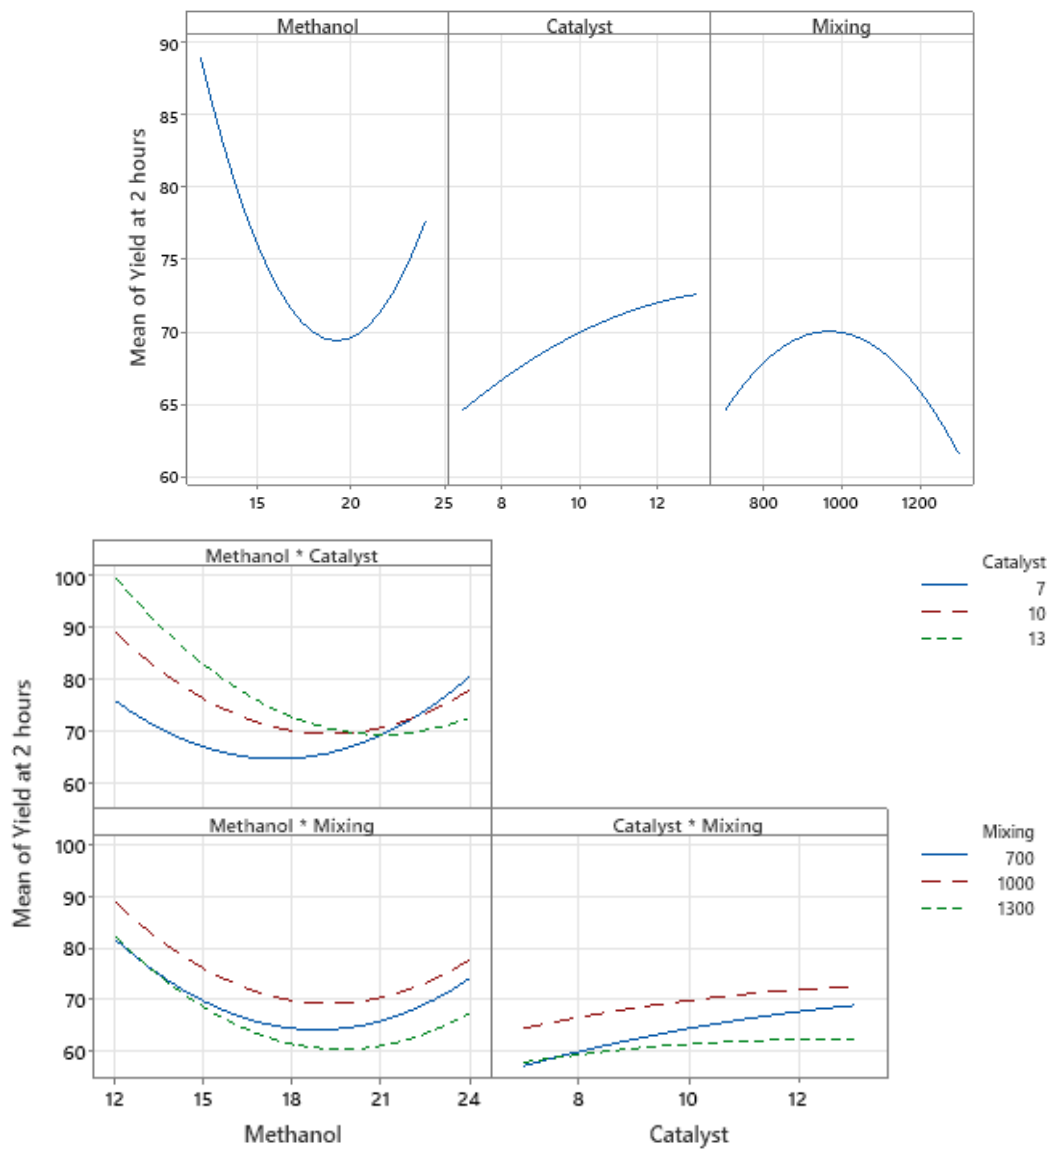 Methanol Catalyst Mixing
90
85
80
75
70
65
60
Mean of Yield at 2 hours
15 20 25 8 10 12 800 1000 1200
Methanol * Catalyst
100
90
80
70
60
Catalyst
7
10
13
Methanol * Mixing Catalyst * Mixing
100
90
80
70
60
Mixing
700
1000
1300
Mean of Yield at 2 hours
12 15 18 21 24 8 10 12
Methanol Catalyst